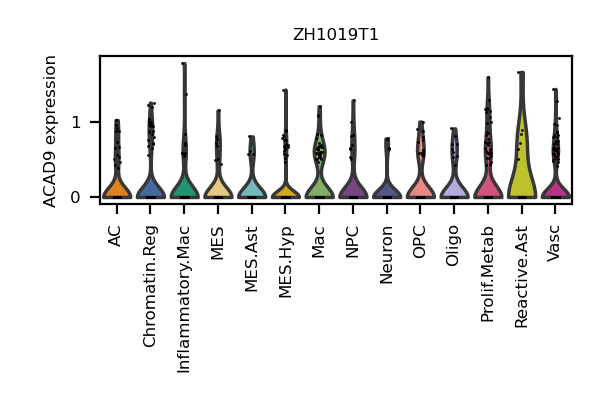 ZH1019T1
ACAD9 expression
1
0
AC
Chromatin.Reg
Inflammatory.Mac
MES
MES.Ast
MES.Hyp
Mac
NPC
Neuron
OPC
Oligo
Prolif.Metab
Reactive.Ast
Vasc